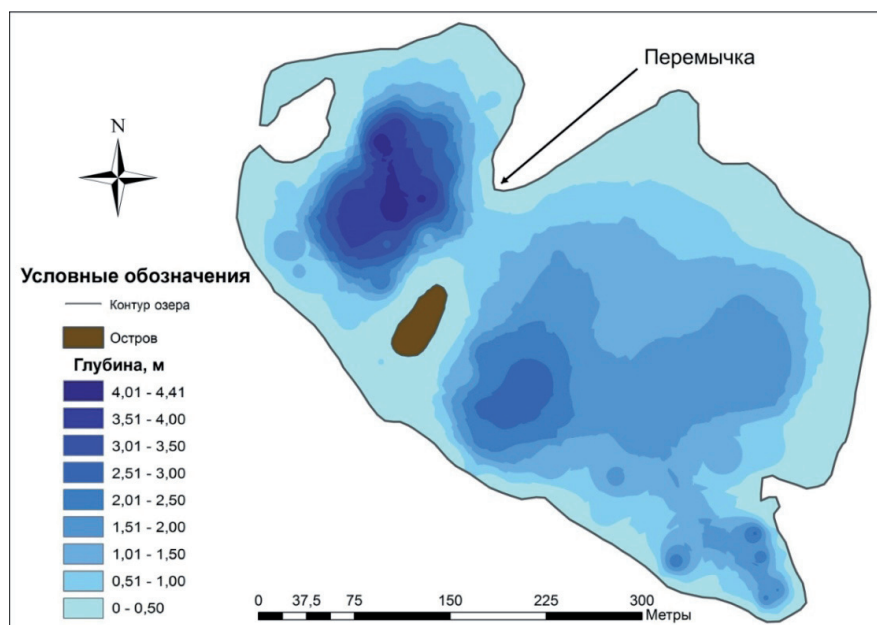 Перемычка
N
Условные обозначения
Контур озера
Остров
Глубина, м
4,01 - 4,41
3,51 - 4,00
3,01 - 3,50
2,51 - 3,00
2,01 - 2,50
1,51 - 2,00
1,01 - 1,50
0,51 - 1,00
0 - 0,50
0 37,5 75 150 225 300
Метры